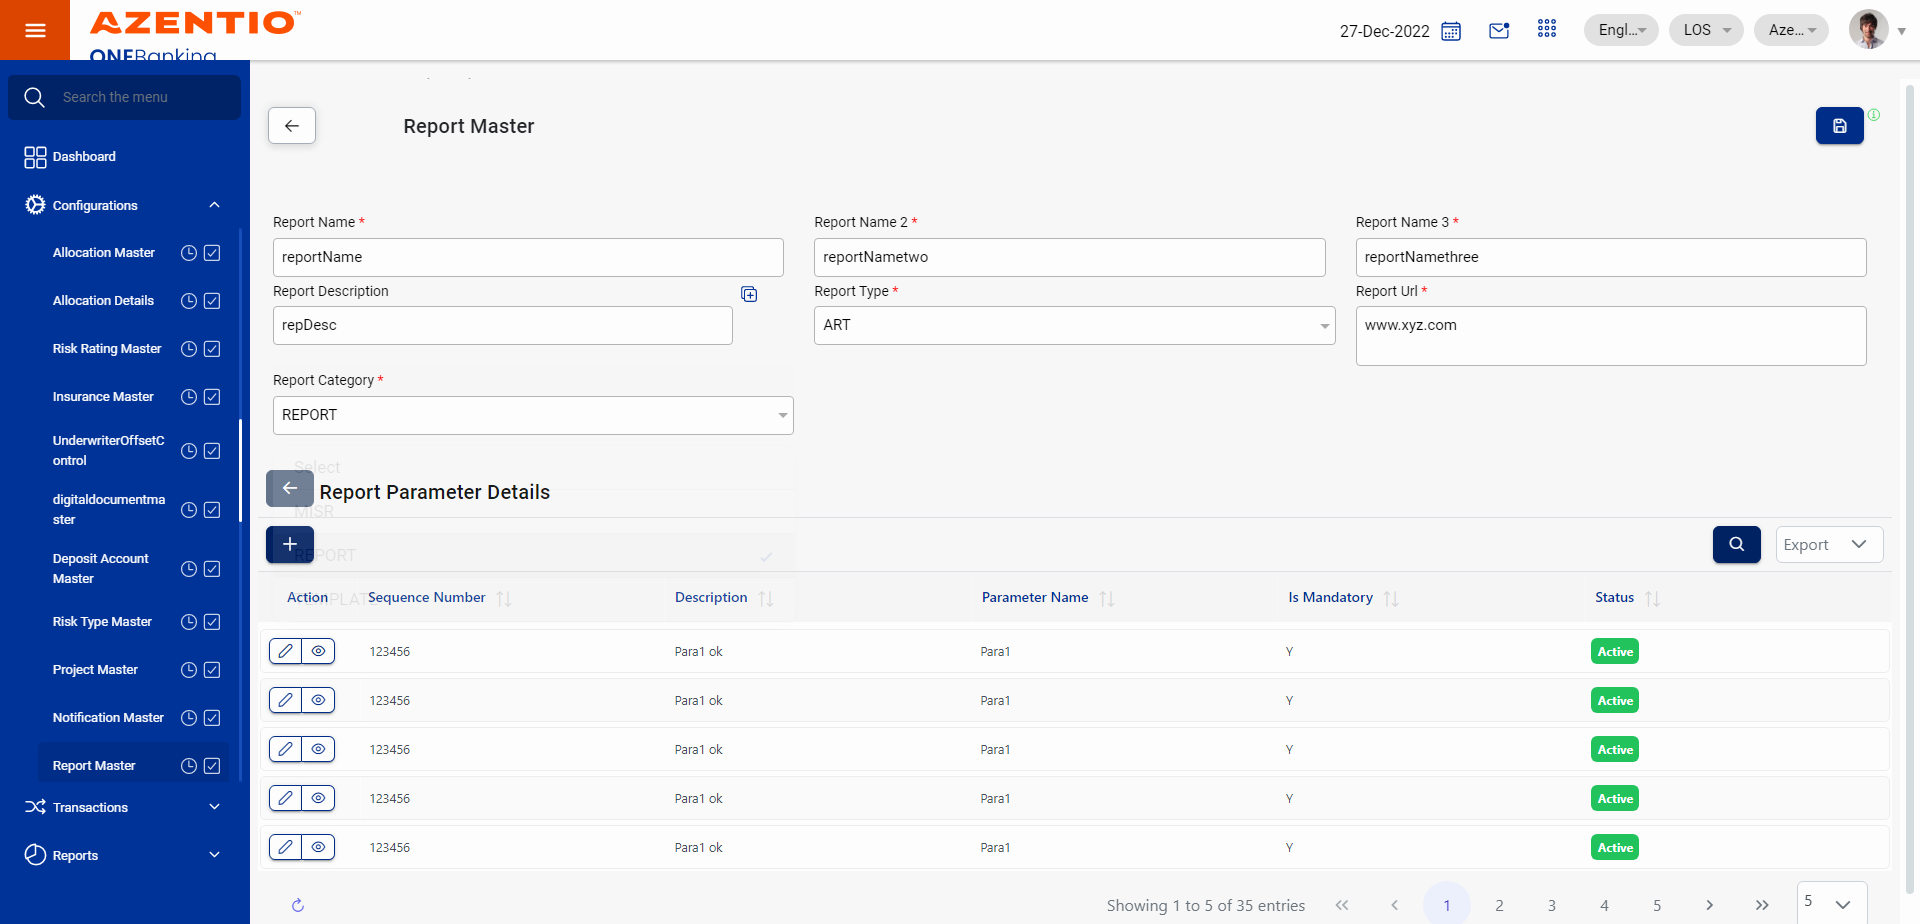 AZENTIO™
ONEBanking
27-Dec-2022
Engl...
LOS
Aze...
Search the menu
Dashboard
Configurations
Allocation Master
Allocation Details
Risk Rating Master
Insurance Master
UnderwriterOffsetC
ontrol
digitaldocumentma
ster
Deposit Account
Master
Risk Type Master
Project Master
Notification Master
Report Master
Transactions
Reports
Report Master
Report Name *
Report Name 2 *
Report Name 3 *
reportName
reportNametwo
reportNamethree
Report Description
Report Type *
Report Url *
repDesc
ART
www.xyz.com
Report Category *
REPORT
Select
Report Parameter Details
MISR
REPORT
Export
TEMPLATE
Action
Sequence Number
Description
Parameter Name
Is Mandatory
Status
123456 Para1 ok Para1 Y Active
123456 Para1 ok Para1 Y Active
123456 Para1 ok Para1 Y Active
123456 Para1 ok Para1 Y Active
123456 Para1 ok Para1 Y Active
Showing 1 to 5 of 35 entries
1 2 3 4 5
5